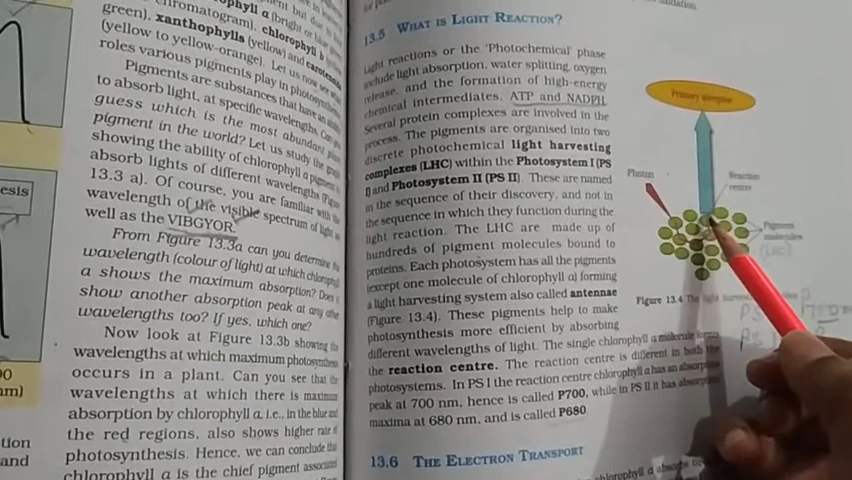 chlorophyll a (bright or blue
green), xanthophylls (yellow) and carotenoids
(yellow to yellow-orange). Let us now see what
roles various pigments play in photosynthesis.
Pigments are substances that have an ability
to absorb light, at specific wavelengths. Can you
guess which is the most abundant plant
pigment in the world? Let us study the graph
showing the ability of chlorophyll a pigment to
absorb lights of different wavelengths (Figure
13.3 a). Of course, you are familiar with the
wavelength of the visible spectrum of light as
well as the VIBGYOR.
From Figure 13.3a can you determine the
wavelength (colour of light) at which chlorophyll
a shows the maximum absorption? Does it
show another absorption peak at any other
wavelengths too? If yes, which one?
Now look at Figure 13.3b showing the
wavelengths at which maximum photosynthesis
occurs in a plant. Can you see that the
wavelengths at which there is maximum
absorption by chlorophyll a, i.e., in the blue and
the red regions, also shows higher rate of
photosynthesis. Hence, we can conclude that
chlorophyll a is the chief pigment associated
esis
00
nm)
tion
and
13.5 WHAT IS LIGHT REACTION?
Light reactions or the 'Photochemical' phase
include light absorption, water splitting, oxygen
release, and the formation of high-energy
chemical intermediates, ATP and NADPH.
Several protein complexes are involved in the
process. The pigments are organised into two
discrete photochemical light harvesting
complexes (LHC) within the Photosystem I (PS
I) and Photosystem II (PS II). These are named
in the sequence of their discovery, and not in
the sequence in which they function during the
light reaction. The LHC are made up of
hundreds of pigment molecules bound to
proteins. Each photosystem has all the pigments
(except one molecule of chlorophyll a) forming
a light harvesting system also called antennae
(Figure 13.4). These pigments help to make
photosynthesis more efficient by absorbing
different wavelengths of light. The single chlorophyll a molecule forms
the reaction centre. The reaction centre is different in both the
photosystems. In PS I the reaction centre chlorophyll a has an absorption
peak at 700 nm, hence is called P700, while in PS II it has absorption
maxima at 680 nm, and is called P680.
13.6 THE ELECTRON TRANSPORT
Primary acceptor
Photon
Reaction
centre
Pigment
molecules
(LHC)
Figure 13.4 The light